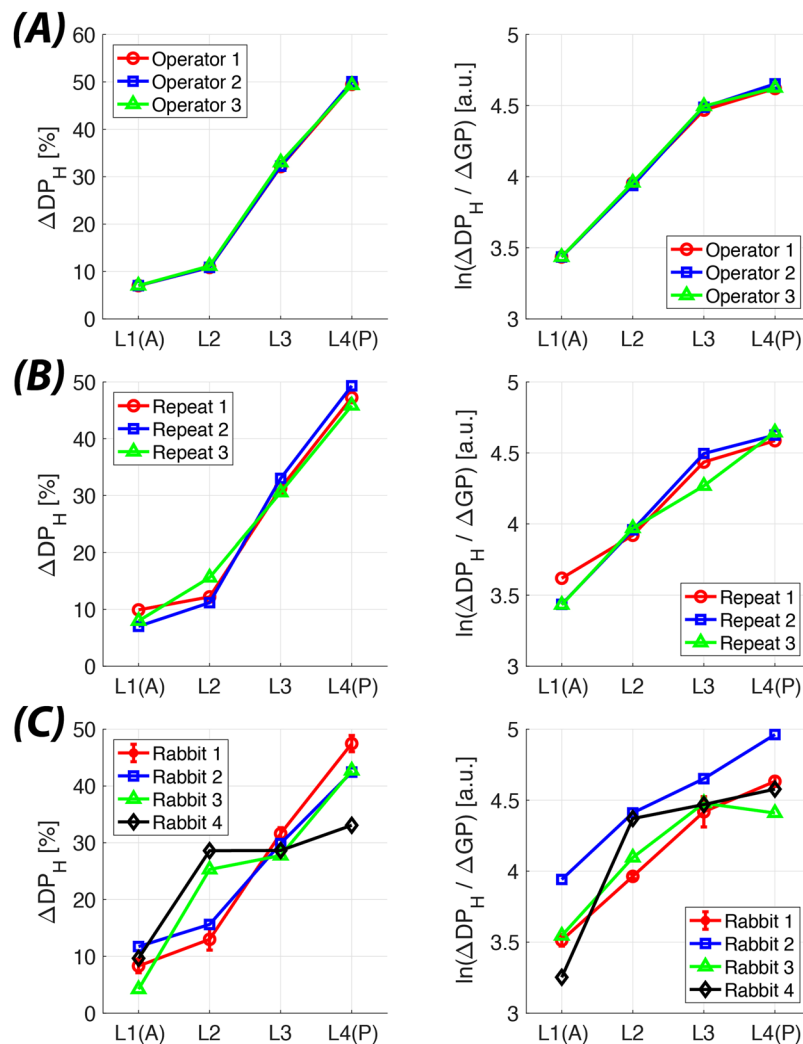 (A)
60
50
40
30
20
10
0
ΔDP_H [%]
Operator 1
Operator 2
Operator 3
L1(A) L2 L3 L4(P)
5
4.5
4
3.5
3
ln(ΔDP_H / ΔGP) [a.u.]
Operator 1
Operator 2
Operator 3
L1(A) L2 L3 L4(P)
(B)
50
40
30
20
10
0
ΔDP_H [%]
Repeat 1
Repeat 2
Repeat 3
L1(A) L2 L3 L4(P)
5
4.5
4
3.5
3
ln(ΔDP_H / ΔGP) [a.u.]
Repeat 1
Repeat 2
Repeat 3
L1(A) L2 L3 L4(P)
(C)
50
40
30
20
10
0
ΔDP_H [%]
Rabbit 1
Rabbit 2
Rabbit 3
Rabbit 4
L1(A) L2 L3 L4(P)
5
4.5
4
3.5
3
ln(ΔDP_H / ΔGP) [a.u.]
Rabbit 1
Rabbit 2
Rabbit 3
Rabbit 4
L1(A) L2 L3 L4(P)